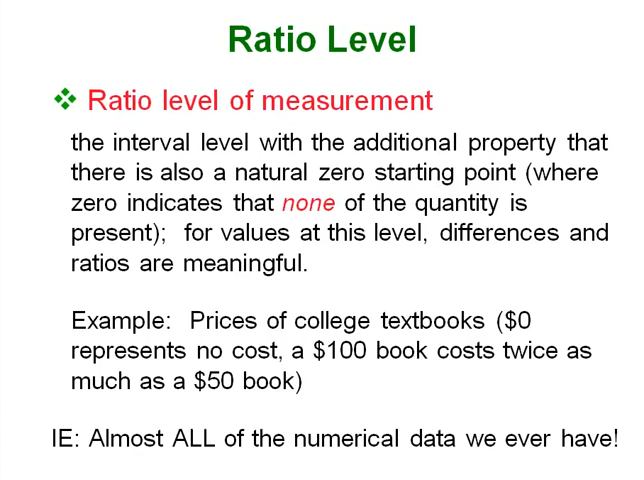 Ratio Level
Ratio level of measurement
the interval level with the additional property that
there is also a natural zero starting point (where
zero indicates that none of the quantity is
present); for values at this level, differences and
ratios are meaningful.
Example: Prices of college textbooks ($0
represents no cost, a $100 book costs twice as
much as a $50 book)
IE: Almost ALL of the numerical data we ever have!